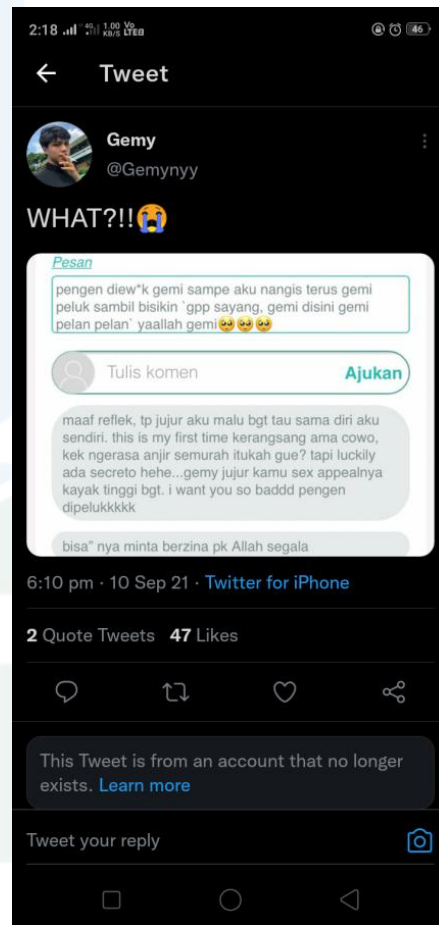 2:18 4G 1.00 KB/S VoLTE 46
Tweet
Gemy
@Gemynyy
WHAT?!!😭
Pesan
pengen diew*k gemi sampe aku nangis terus gemi
peluk sambil bisikin `gpp sayang, gemi disini gemi
pelan pelan` yaallah gemi🥺🥺🥺
Tulis komen Ajukan
maaf reflek, tp jujur aku malu bgt tau sama diri aku
sendiri. this is my first time kerangsang ama cowo,
kek ngerasa anjir semurah itukah gue? tapi luckily
ada secreto hehe...gemy jujur kamu sex appealnya
kayak tinggi bgt. i want you so baddd pengen
dipelukkkkk
bisa" nya minta berzina pk Allah segala
6:10 pm · 10 Sep 21 · Twitter for iPhone
2 Quote Tweets 47 Likes
This Tweet is from an account that no longer
exists. Learn more
Tweet your reply